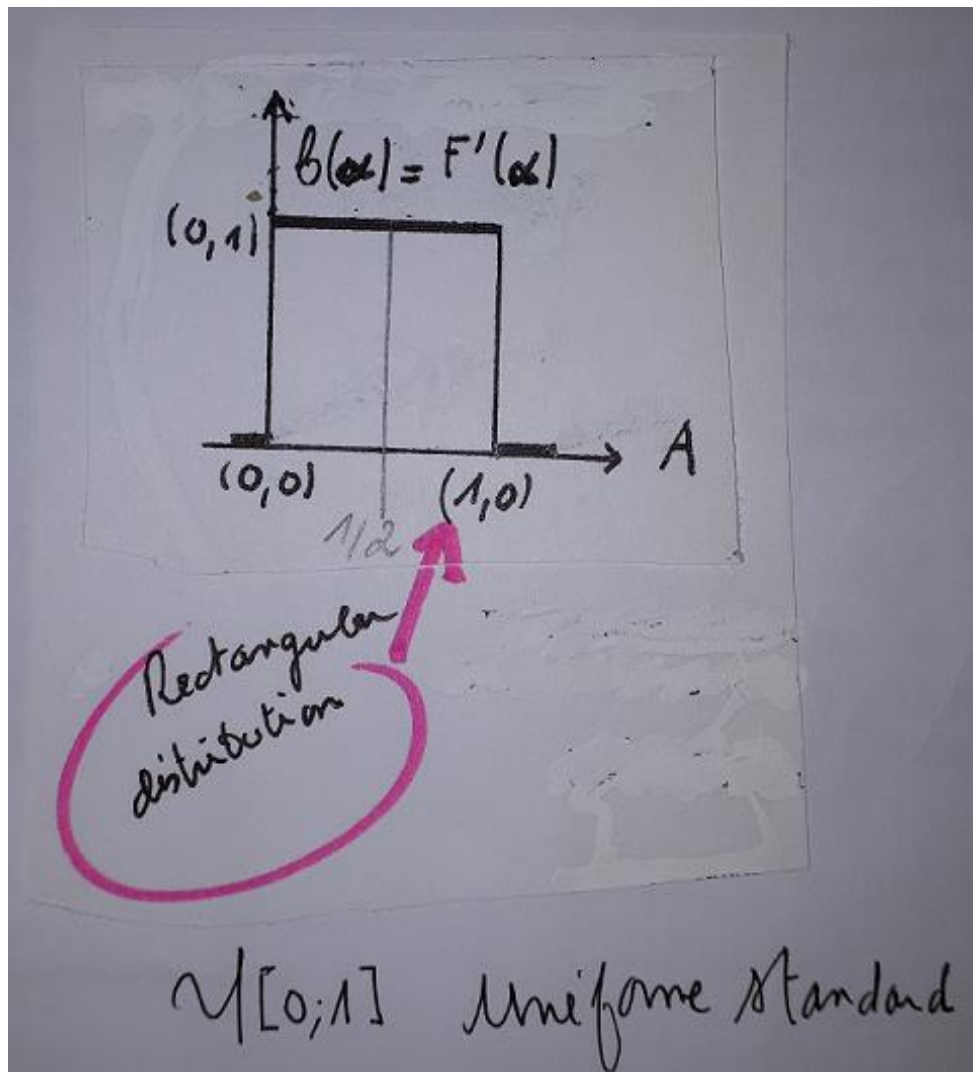 f(α) = F'(α)
(0,1)
A
(0,0)
(1,0)
1/2
Rectangular
distribution
U[0;1] uniforme standard